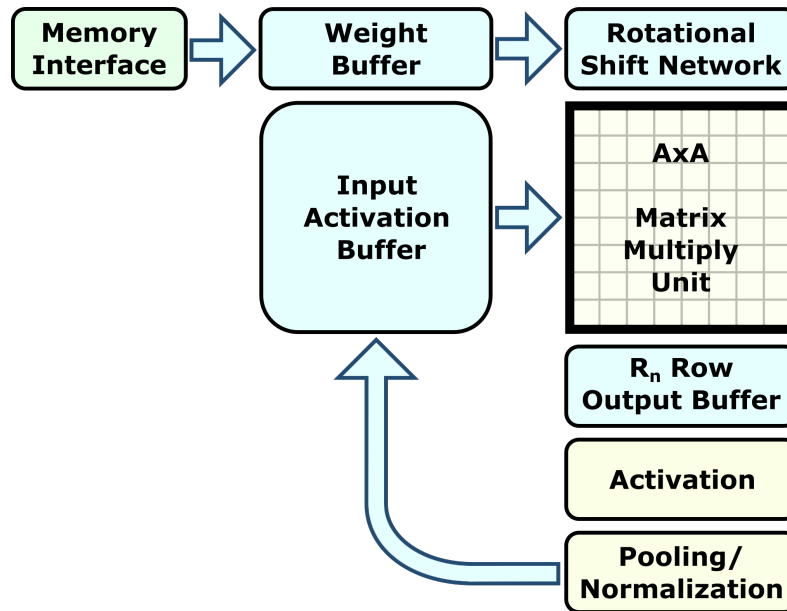 Memory
Interface
Weight
Buffer
Rotational
Shift Network
Input
Activation
Buffer
AxA
Matrix
Multiply
Unit
Rₙ Row
Output Buffer
Activation
Pooling/
Normalization